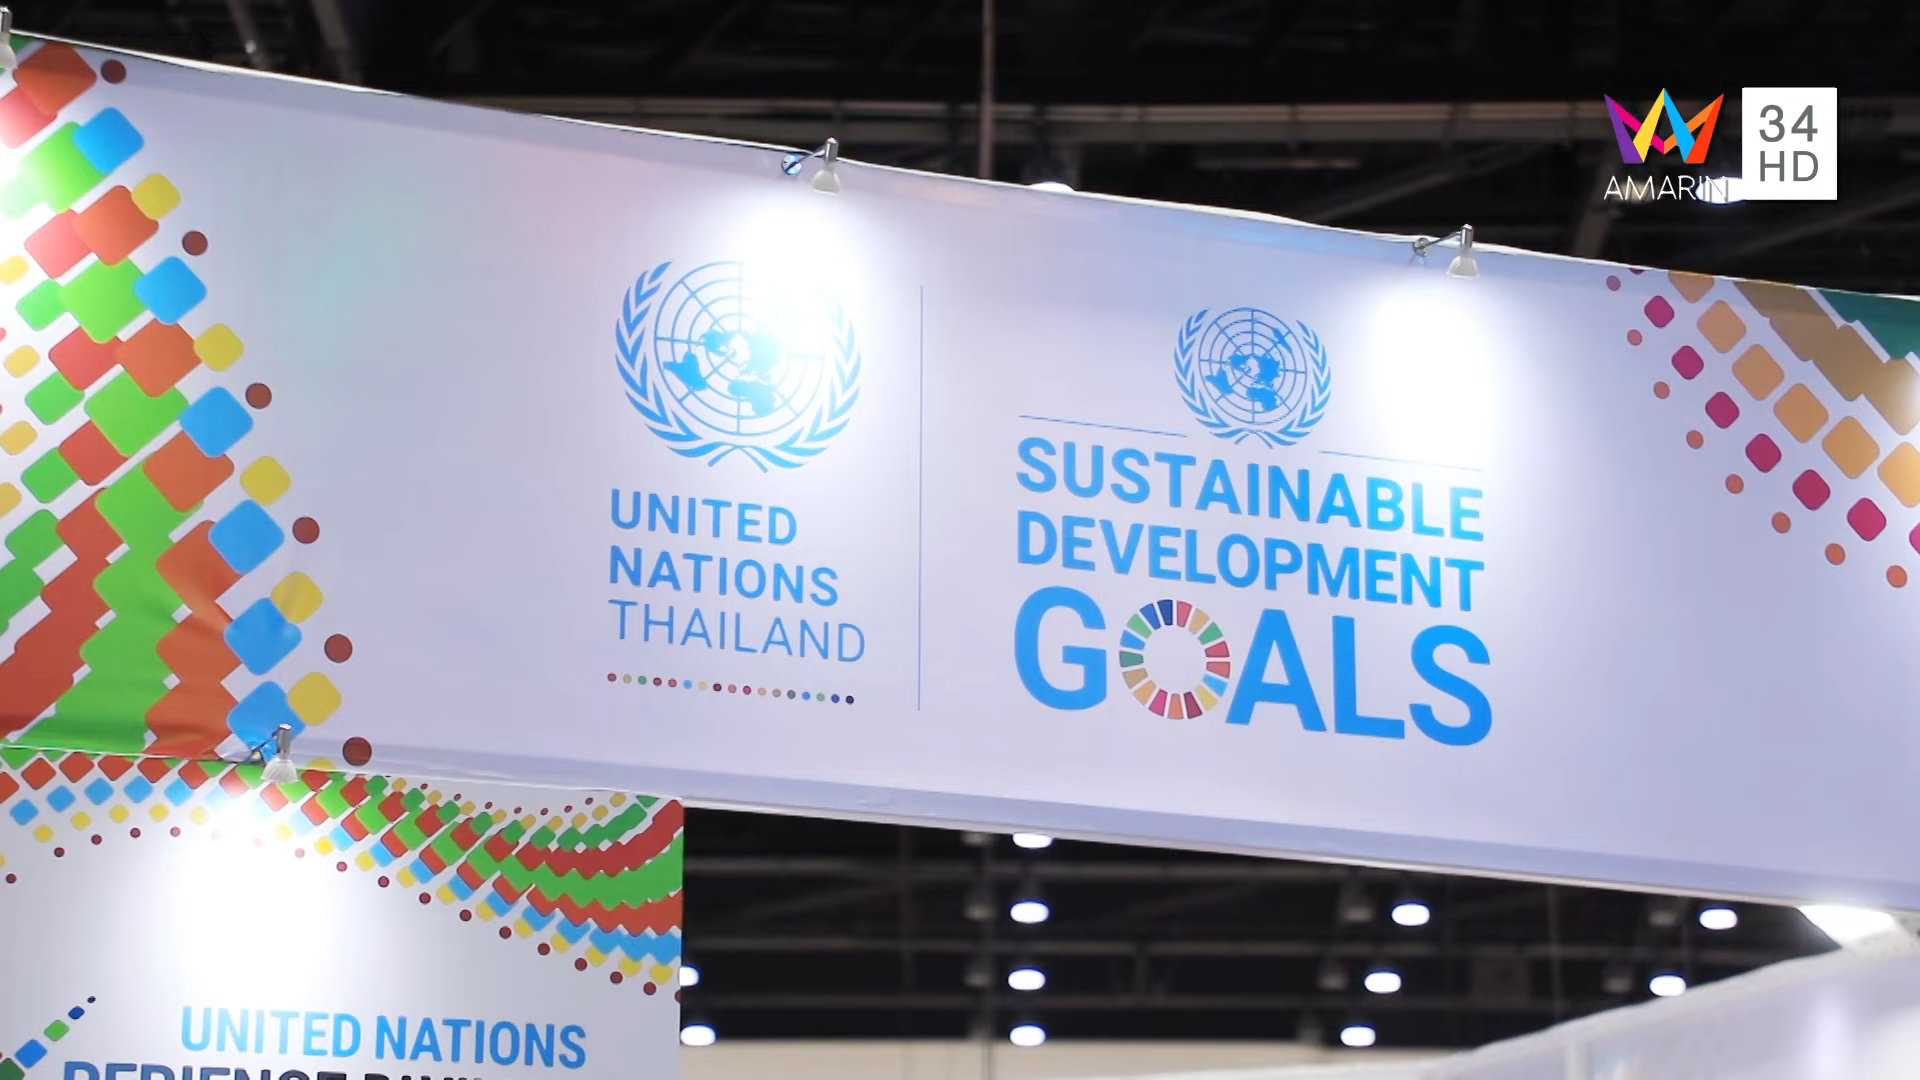 AMARIN
34
HD
UNITED
NATIONS
THAILAND
SUSTAINABLE
DEVELOPMENT
GOALS
UNITED NATIONS